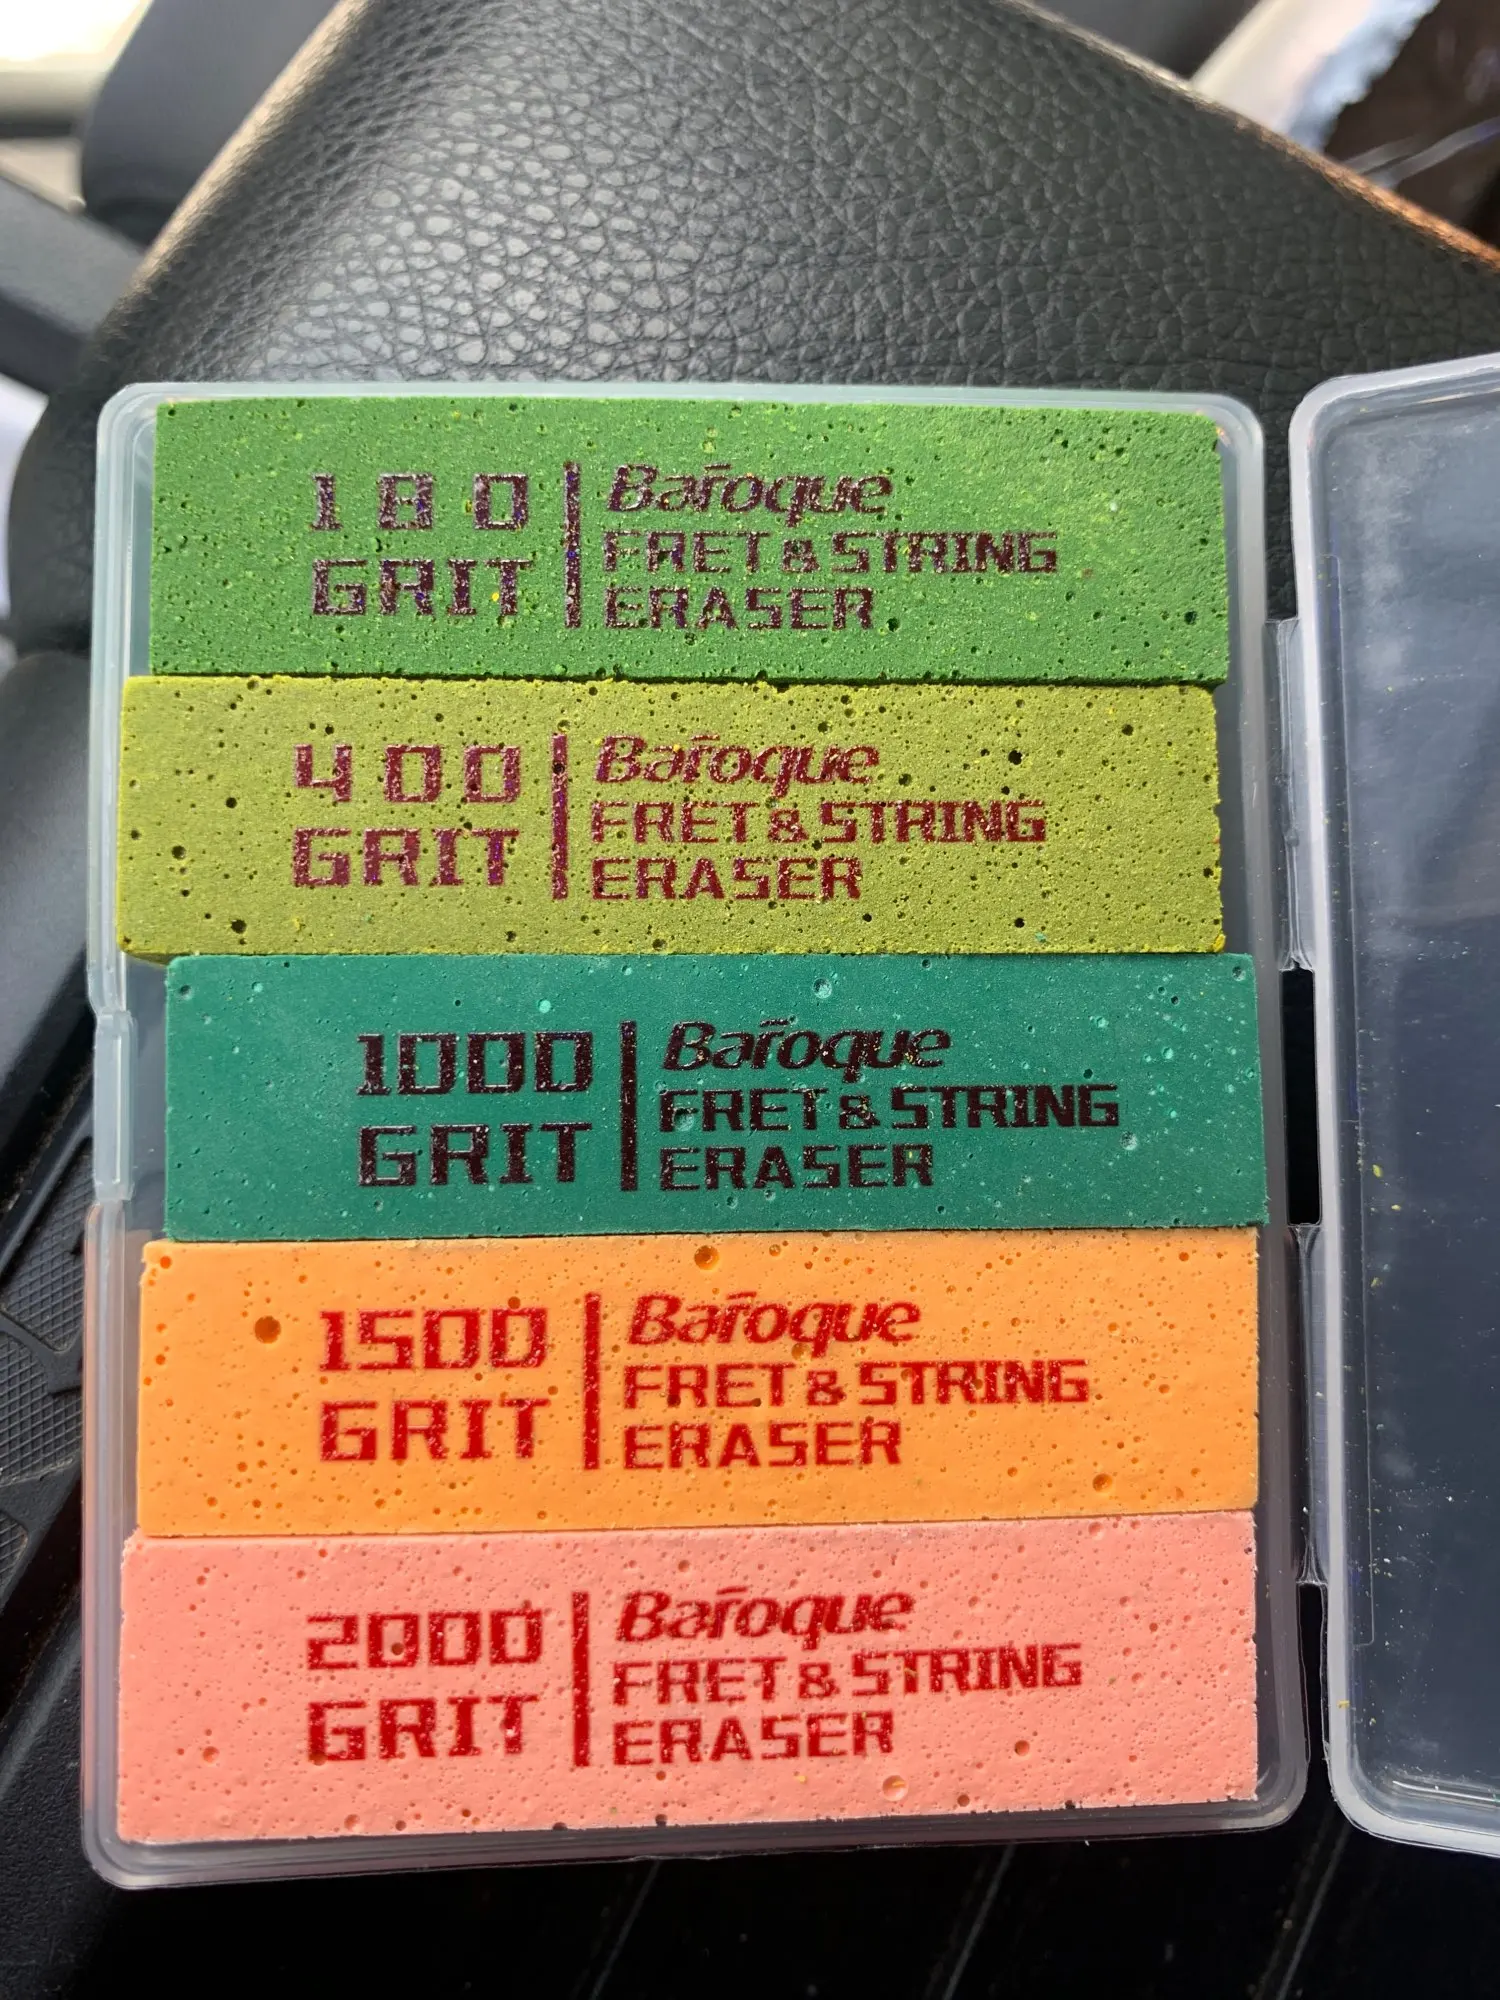 180
GRIT
Baroque
FRET & STRING
ERASER
400
GRIT
Baroque
FRET & STRING
ERASER
1000
GRIT
Baroque
FRET & STRING
ERASER
1500
GRIT
Baroque
FRET & STRING
ERASER
2000
GRIT
Baroque
FRET & STRING
ERASER